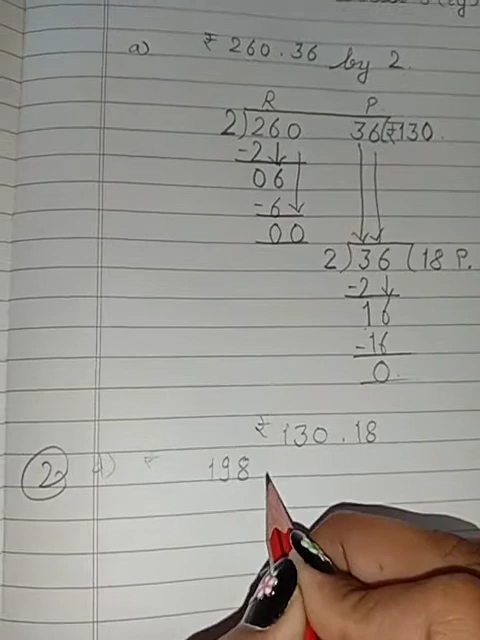 a) ₹ 260.36 by 2.
R P.
2)260 36(₹130.
-2
06
-6
00
2)36(18 P.
-2
16
-16
0.
₹130.18
2. a) ₹ 198